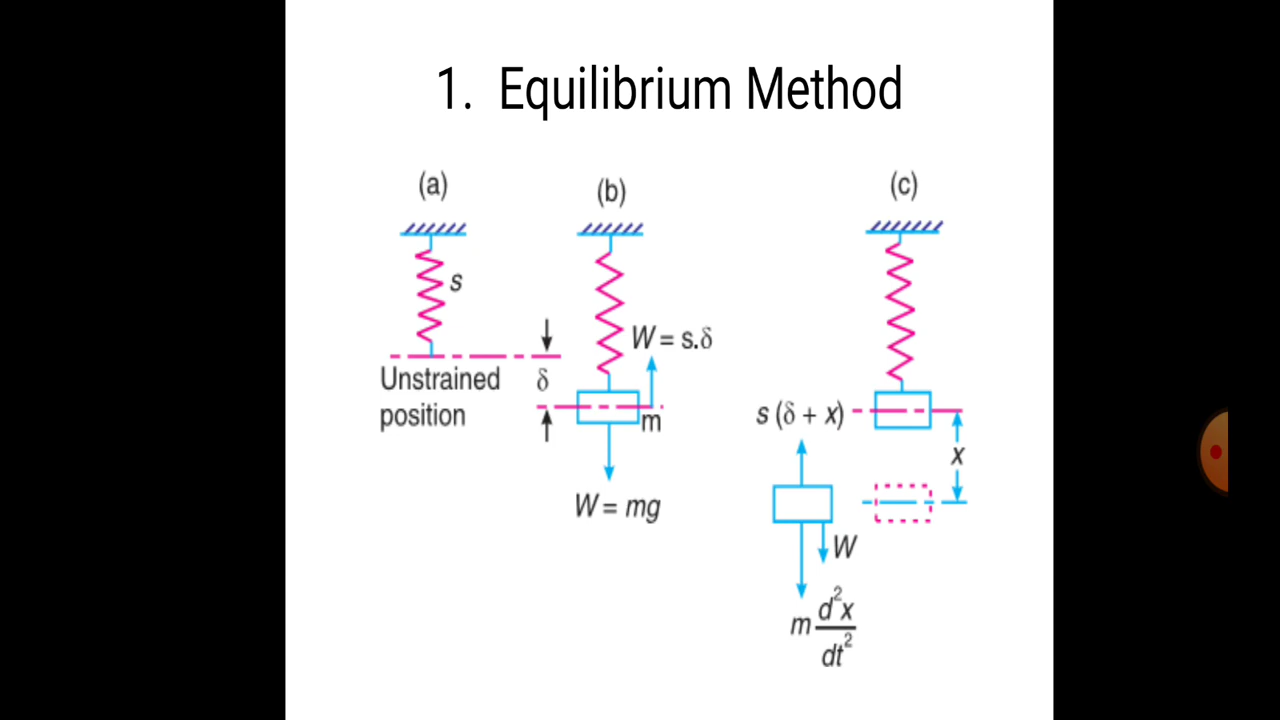 1. Equilibrium Method
(a)
(b)
(c)
s
W = s.δ
Unstrained
position
δ
m
W = mg
s (δ + x)
x
W
m d²x
dt²